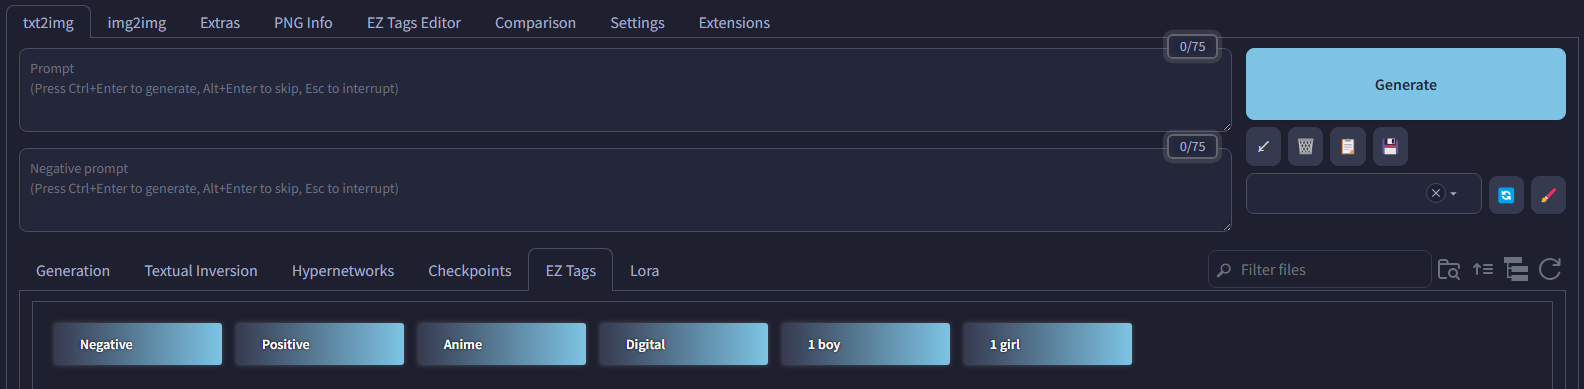 txt2img img2img Extras PNG Info EZ Tags Editor Comparison Settings Extensions
0/75
Prompt
(Press Ctrl+Enter to generate, Alt+Enter to skip, Esc to interrupt)
Generate
0/75
Negative prompt
(Press Ctrl+Enter to generate, Alt+Enter to skip, Esc to interrupt)
Generation Textual Inversion Hypernetworks Checkpoints EZ Tags Lora Filter files
Negative Positive Anime Digital 1 boy 1 girl